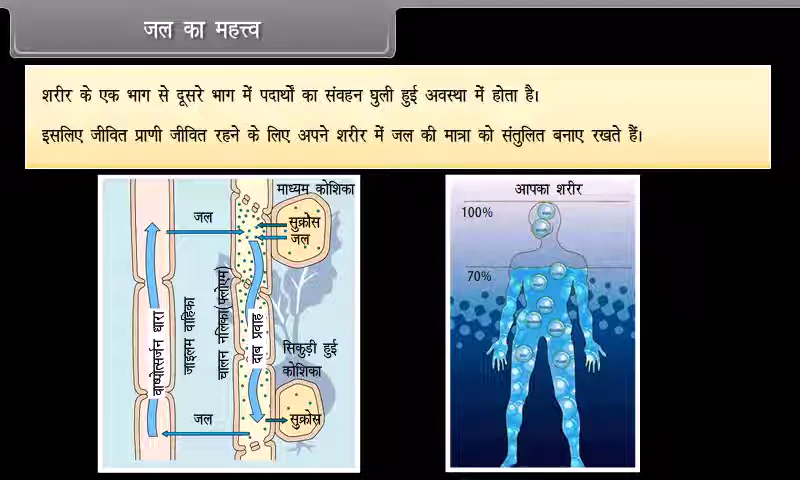 जल का महत्त्व
शरीर के एक भाग से दूसरे भाग में पदार्थों का संवहन घुली हुई अवस्था में होता है।
इसलिए जीवित प्राणी जीवित रहने के लिए अपने शरीर में जल की मात्रा को संतुलित बनाए रखते हैं।
माध्यम कोशिका
जल
सुक्रोस
जल
वाष्पोत्सर्जन धारा
जाइलम वाहिका
चालन नलिका(फ्लोएम)
दाब प्रवाह
सिकुड़ी हुई
कोशिका
जल
सुक्रोस
आपका शरीर
100%
70%